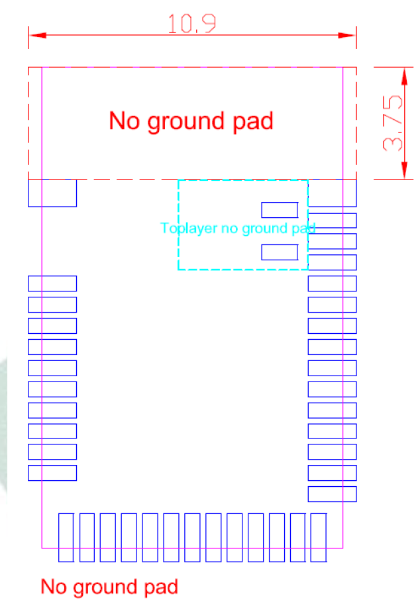 10.9
No ground pad
3.75
Toplayer no ground pad
No ground pad